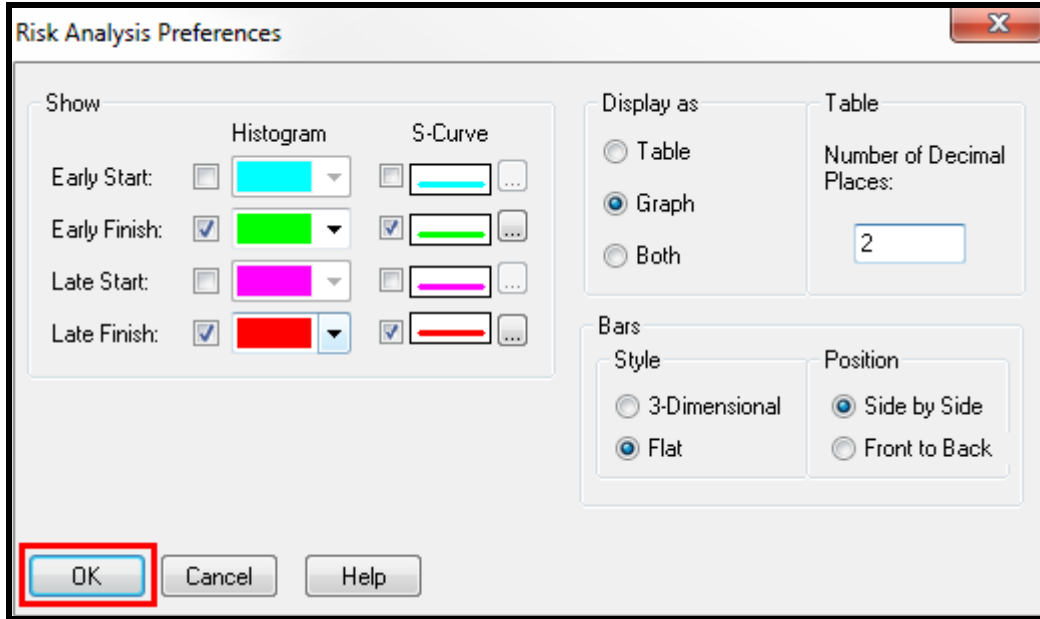 Risk Analysis Preferences
X
Show
Histogram
S-Curve
Early Start:
...
Early Finish:
...
Late Start:
...
Late Finish:
...
Display as
Table
Graph
Both
Table
Number of Decimal
Places:
2
Bars
Style
3-Dimensional
Flat
Position
Side by Side
Front to Back
OK
Cancel
Help